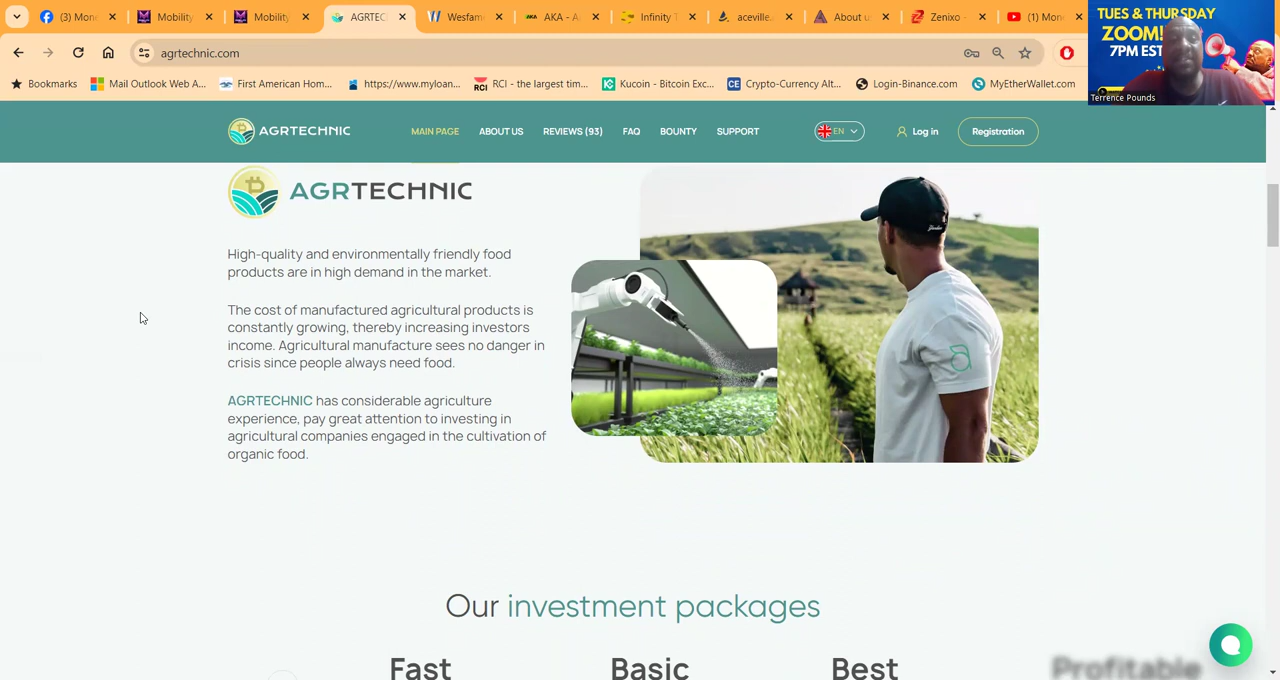 (3) Mone
Mobility
Mobility
AGRTEC
Wesfam
AKA - A
Infinity T
aceville.
About u
Zenixo
(1) Mon
agrtechnic.com
Bookmarks
Mail Outlook Web A...
First American Hom...
https://www.myloan...
RCI - the largest tim...
Kucoin - Bitcoin Exc...
Crypto-Currency Alt...
Login-Binance.com
MyEtherWallet.com
TUES & THURSDAY
ZOOM!
7PM EST
Terrence Pounds
AGRTECHNIC
MAIN PAGE
ABOUT US
REVIEWS (93)
FAQ
BOUNTY
SUPPORT
EN
Log in
Registration
AGRTECHNIC
High-quality and environmentally friendly food
products are in high demand in the market.
The cost of manufactured agricultural products is
constantly growing, thereby increasing investors
income. Agricultural manufacture sees no danger in
crisis since people always need food.
AGRTECHNIC has considerable agriculture
experience, pay great attention to investing in
agricultural companies engaged in the cultivation of
organic food.
Our investment packages
Fast
Basic
Best
Profitable